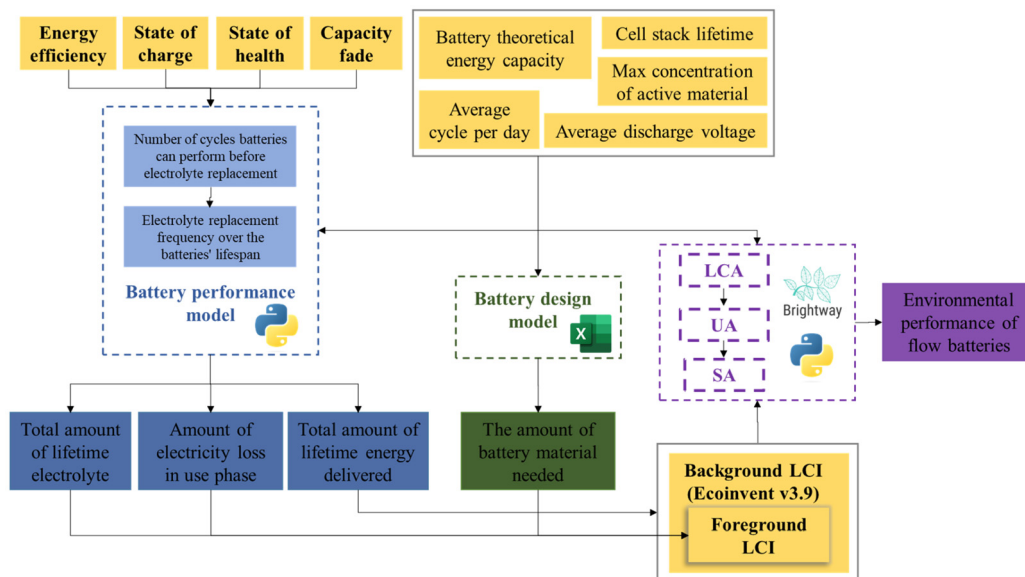 Energy
efficiency
State of
charge
State of
health
Capacity
fade
Battery theoretical
energy capacity
Cell stack lifetime
Max concentration
of active material
Average
cycle per day
Average discharge voltage
Number of cycles batteries
can perform before
electrolyte replacement
Electrolyte replacement
frequency over the
batteries' lifespan
Battery performance
model
Battery design
model
X
LCA
UA
SA
Brightway
Environmental
performance of
flow batteries
Total amount
of lifetime
electrolyte
Amount of
electricity loss
in use phase
Total amount of
lifetime energy
delivered
The amount of
battery material
needed
Background LCI
(Ecoinvent v3.9)
Foreground
LCI